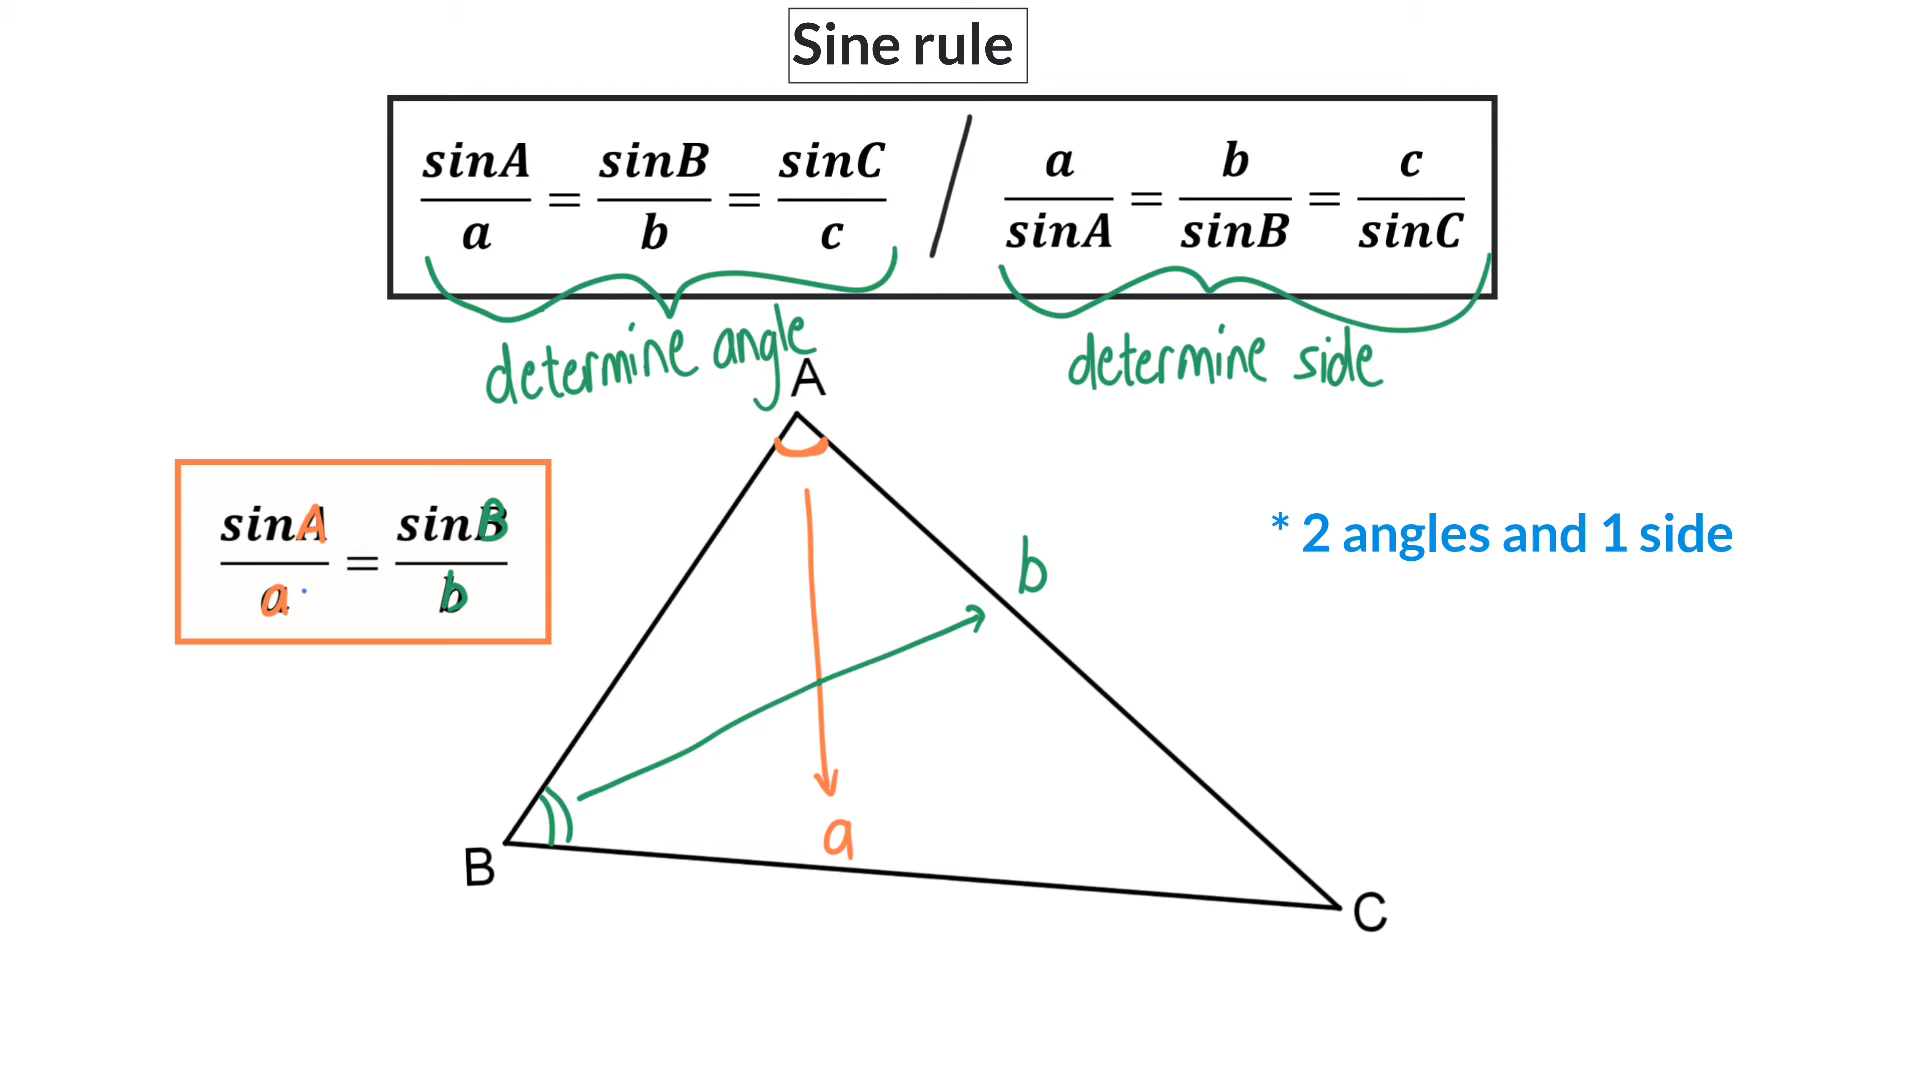 Sine rule
sinA/a = sinB/b = sinC/c / a/sinA = b/sinB = c/sinC
determine angle
determine side
A
sinA/a = sinB/b
* 2 angles and 1 side
b
a
B
C